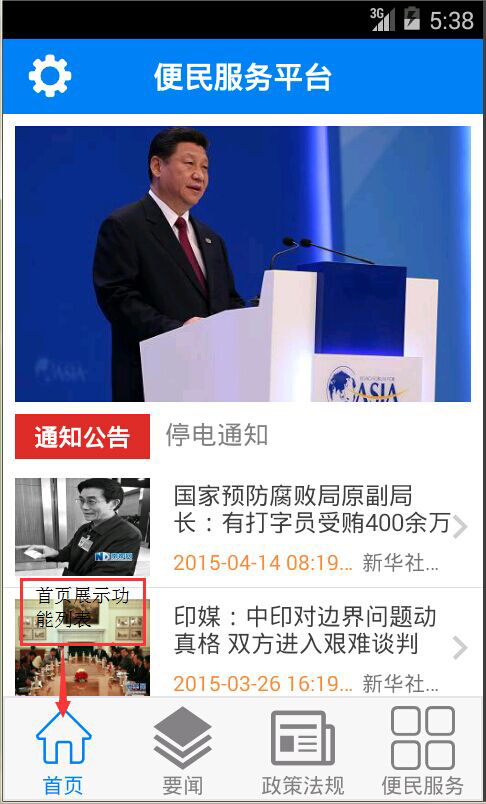 3G 5:38
便民服务平台
BOAO FORUM FOR
ASIA
ASIA
通知公告 停电通知
国家预防腐败局原副局
长：有打字员受贿400余万
2015-04-14 08:19... 新华社...
首页展示功
能列表
印媒：中印对边界问题动
真格 双方进入艰难谈判
2015-03-26 16:19... 新华社...
首页 要闻 政策法规 便民服务